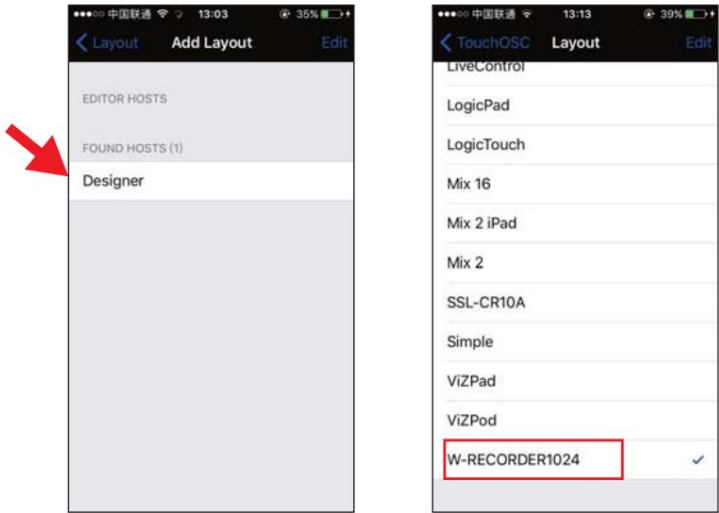 中国联通 13:03 35%
Layout Add Layout Edit
EDITOR HOSTS
FOUND HOSTS (1)
Designer
中国联通 13:13 39%
TouchOSC Layout Edit
LiveControl
LogicPad
LogicTouch
Mix 16
Mix 2 iPad
Mix 2
SSL-CR10A
Simple
ViZPad
ViZPod
W-RECORDER1024